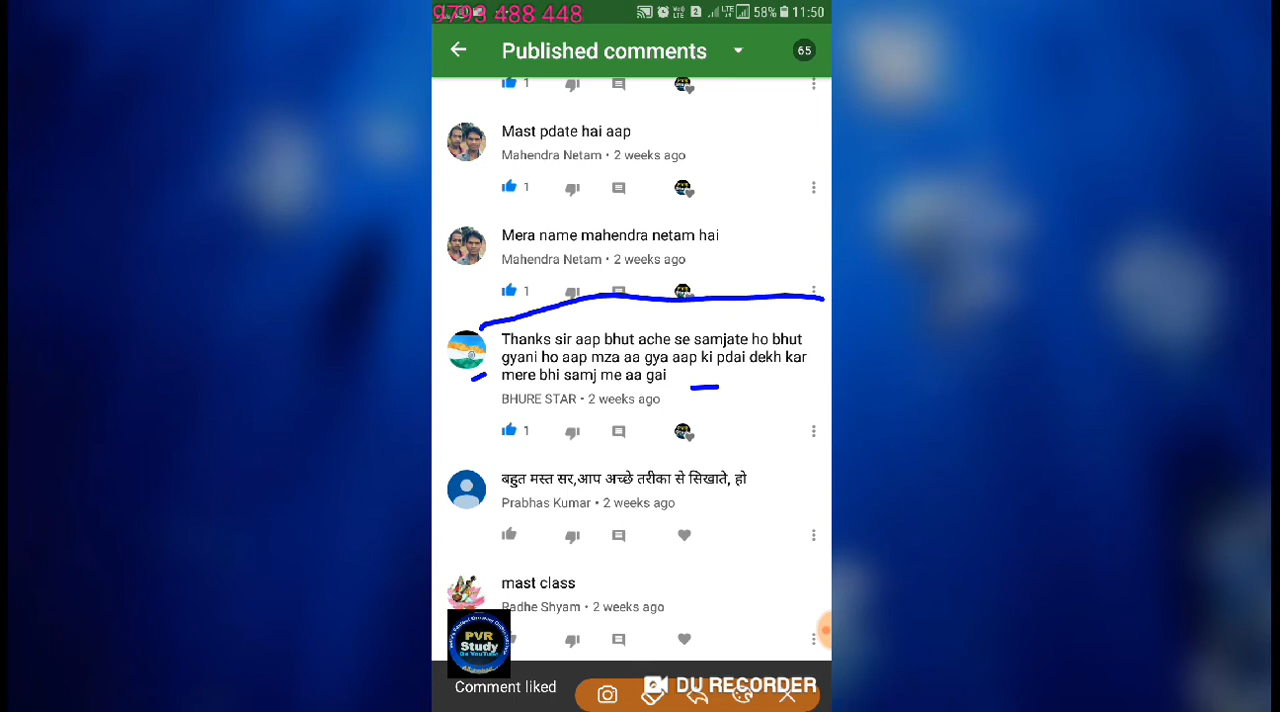 9793 488 448
58% 11:50
Published comments
65
1
Mast pdate hai aap
Mahendra Netam • 2 weeks ago
1
Mera name mahendra netam hai
Mahendra Netam • 2 weeks ago
1
Thanks sir aap bhut ache se samjate ho bhut
gyani ho aap mza aa gya aap ki pdai dekh kar
mere bhi samj me aa gai
BHURE STAR • 2 weeks ago
1
बहुत मस्त सर,आप अच्छे तरीका से सिखाते, हो
Prabhas Kumar • 2 weeks ago
mast class
Radhe Shyam • 2 weeks ago
PVR
Study
On YouTube
Comment liked
DU RECORDER